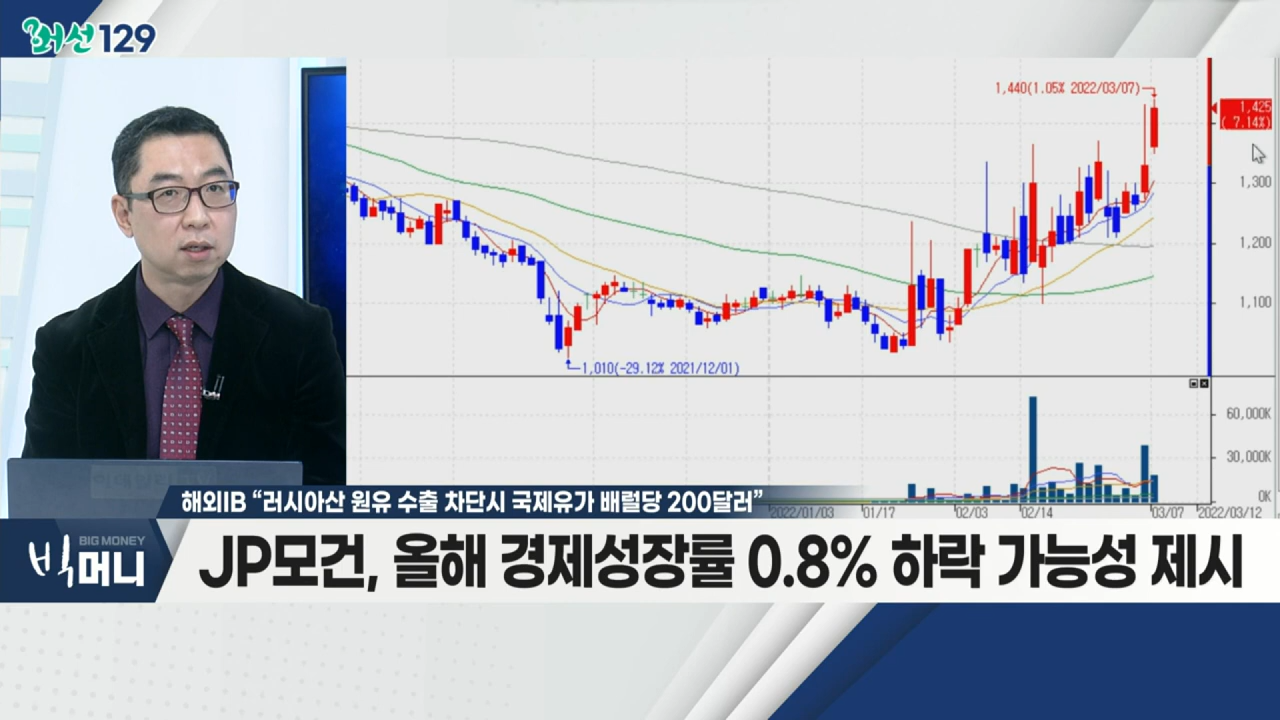 머선129
1,440(1.05% 2022/03/07)
1,425
( 7.14%)
1,300
1,200
1,100
1,010(-29.12% 2021/12/01)
60,000K
30,000K
0K
2022/01/03
01/17
02/03
02/14
03/07
2022/03/12
해외IB “러시아산 원유 수출 차단시 국제유가 배럴당 200달러”
BIG MONEY
빅머니
JP모건, 올해 경제성장률 0.8% 하락 가능성 제시